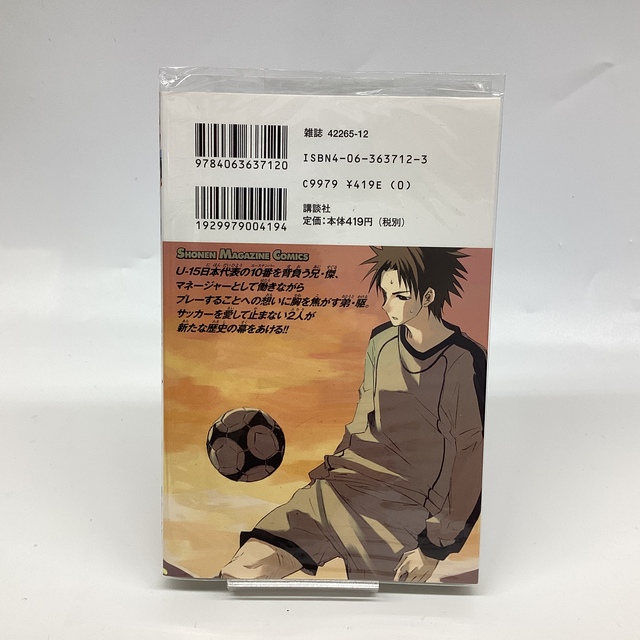 雑誌 42265-12
9784063637120
ISBN4-06-363712-3
C9979 ¥419E (0)
1929979004194
講談社
定価:本体419円(税別)
SHONEN MAGAZINE COMICS
U-15日本代表の10番を背負う兄・傑、
マネージャーとして働きながら
プレーすることへの想いに胸を焦がす弟・駆。
サッカーを愛して止まない2人が
新たな歴史の幕をあける!!